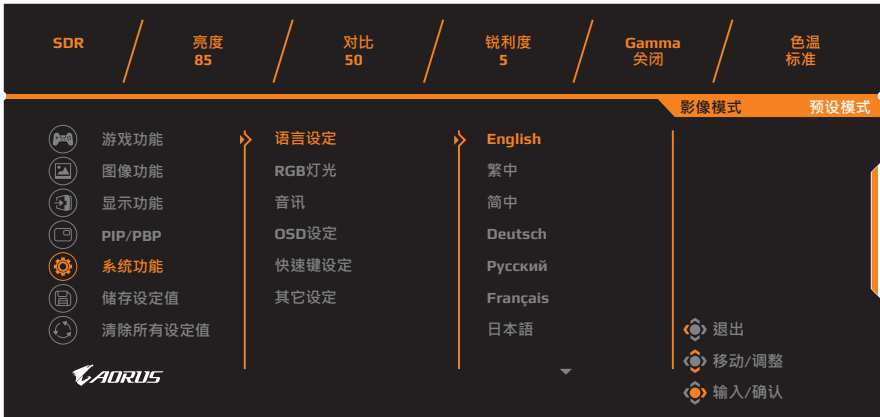 SDR
亮度
85
对比
50
锐利度
5
Gamma
关闭
色温
标准
影像模式
预设模式
游戏功能
图像功能
显示功能
PIP/PBP
系统功能
储存设定值
清除所有设定值
语言设定
RGB灯光
音讯
OSD设定
快速键设定
其它设定
English
繁中
简中
Deutsch
Русский
Français
日本語
退出
移动/调整
输入/确认
AORUS